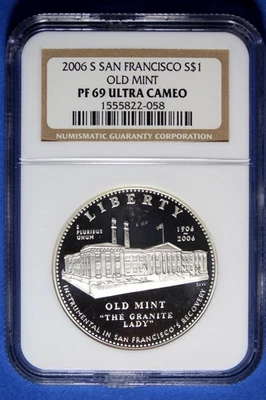 2006 S SAN FRANCISCO S$1
OLD MINT
PF 69 ULTRA CAMEO
1555822-058
NUMISMATIC GUARANTY CORPORATION
LIBERTY
E
PLURIBUS
UNUM
1906
2006
OLD MINT
"THE GRANITE
LADY"
INSTRUMENTAL IN SAN FRANCISCO'S RECOVERY